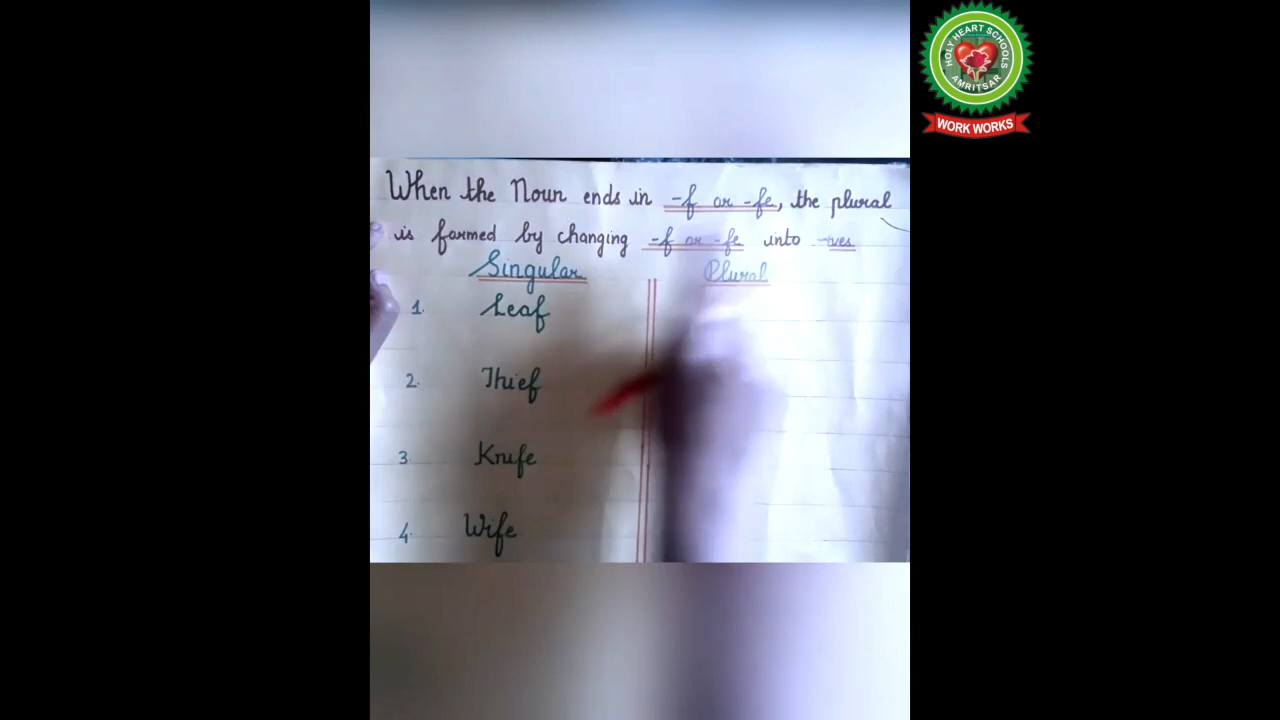 HOLY HEART SCHOOLS
AMRITSAR
WORK WORKS
When the Noun ends in -f or -fe, the plural
is formed by changing -f or -fe into -ves
Singular Plural
1. Leaf
2. Thief
3. Knife
4. Wife